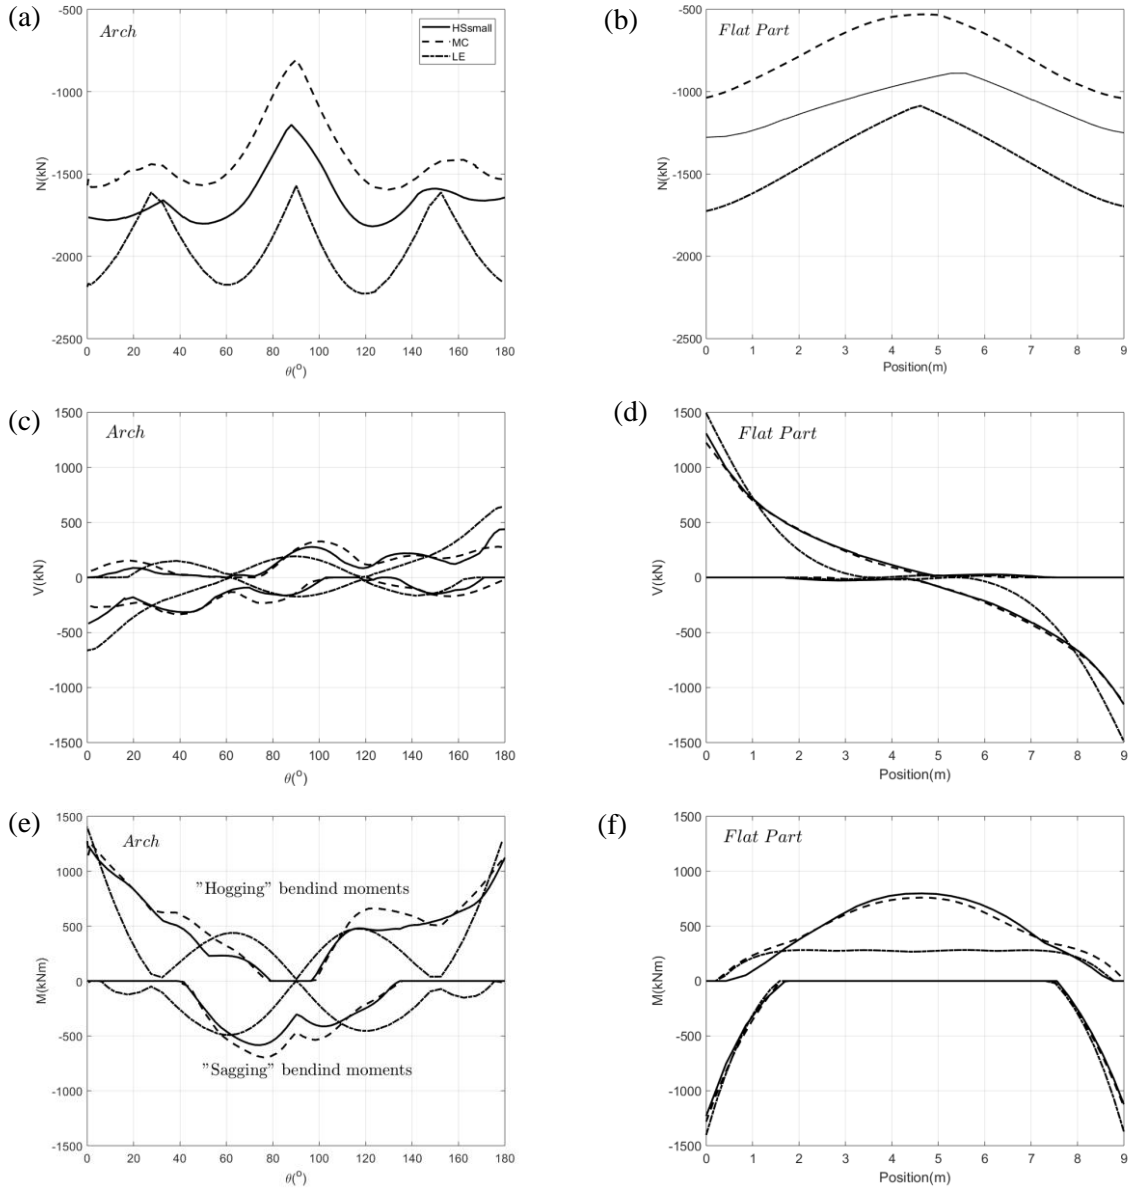 (a)
Arch
HSsmall
MC
LE
-500
-1000
-1500
-2000
-2500
N(kN)
0 20 40 60 80 100 120 140 160 180
θ(°)
(b)
Flat Part
-500
-1000
-1500
-2000
-2500
N(kN)
0 1 2 3 4 5 6 7 8 9
Position(m)
(c)
Arch
1500
1000
500
0
-500
-1000
-1500
V(kN)
0 20 40 60 80 100 120 140 160 180
θ(°)
(d)
Flat Part
1500
1000
500
0
-500
-1000
-1500
V(kN)
0 1 2 3 4 5 6 7 8 9
Position(m)
(e)
Arch
"Hogging" bendind moments
"Sagging" bendind moments
1500
1000
500
0
-500
-1000
-1500
M(kNm)
0 20 40 60 80 100 120 140 160 180
θ(°)
(f)
Flat Part
1500
1000
500
0
-500
-1000
-1500
M(kNm)
0 1 2 3 4 5 6 7 8 9
Position(m)